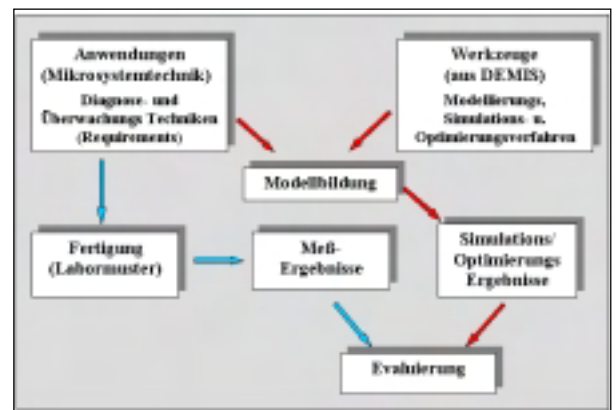 Anwendungen
(Mikrosystemtechnik)
Diagnose- und
Überwachungs Techniken
(Requirements)
Werkzeuge
(aus DEMIS)
Modellierungs,
Simulations- u.
Optimierungsverfahren
Modellbildung
Fertigung
(Labormuster)
Meß-
Ergebnisse
Simulations/
Optimierungs
Ergebnisse
Evaluierung